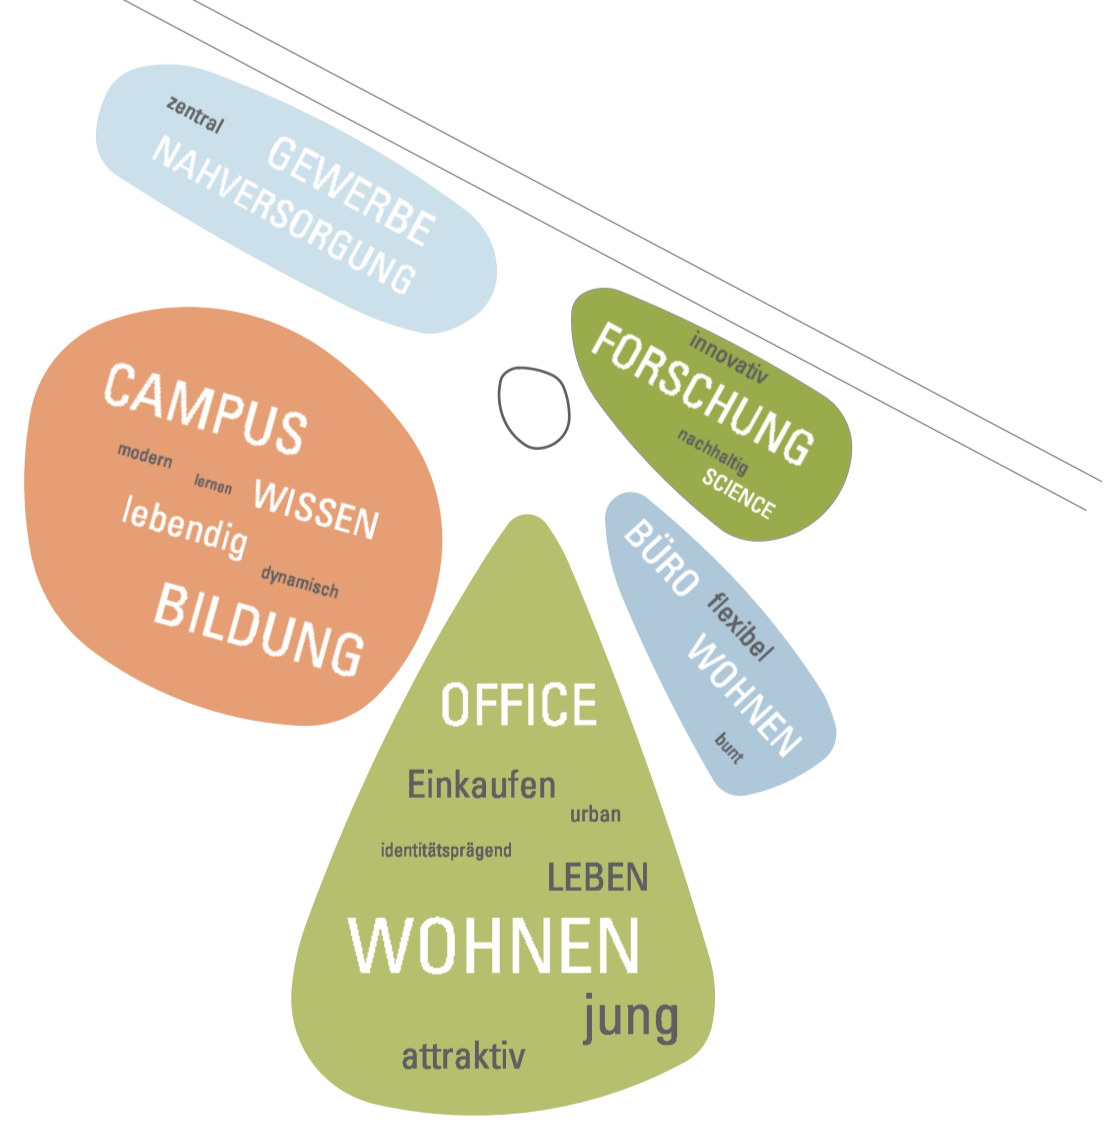 zentral
GEWERBE
NAHVERSORGUNG
innovativ
FORSCHUNG
nachhaltig
SCIENCE
CAMPUS
modern
lernen
WISSEN
lebendig
dynamisch
BILDUNG
BÜRO
flexibel
WOHNEN
bunt
OFFICE
Einkaufen
urban
identitätsprägend
LEBEN
WOHNEN
jung
attraktiv